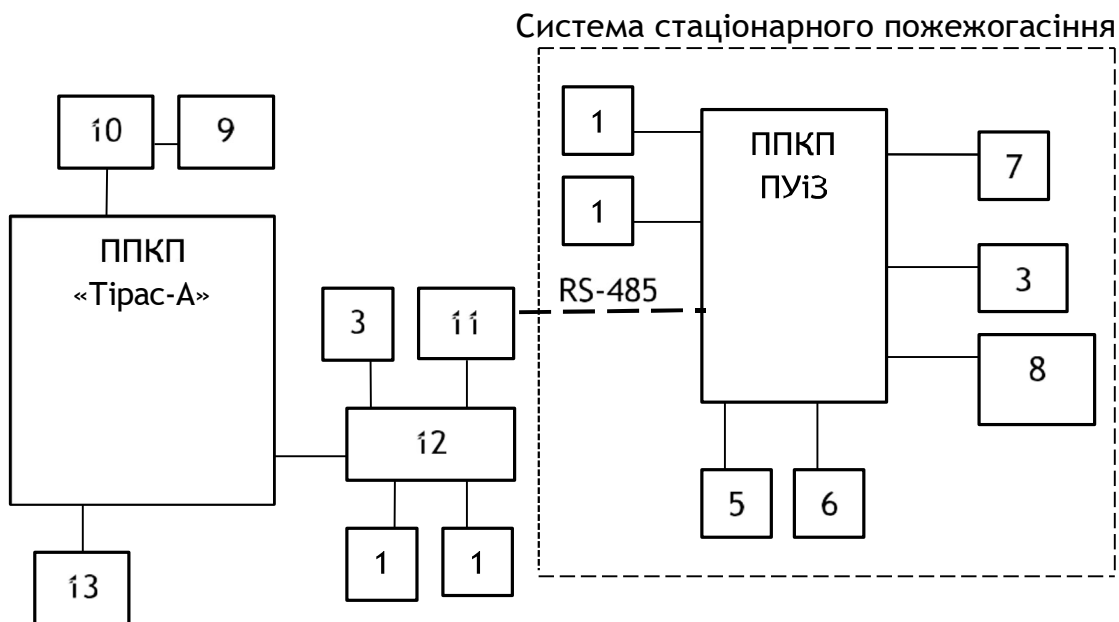 Система стаціонарного пожежогасіння
10
9
1
ППКП
ПУіЗ
7
1
ППКП
«Тірас-А»
RS-485
3
3
11
8
12
5
6
1
1
13